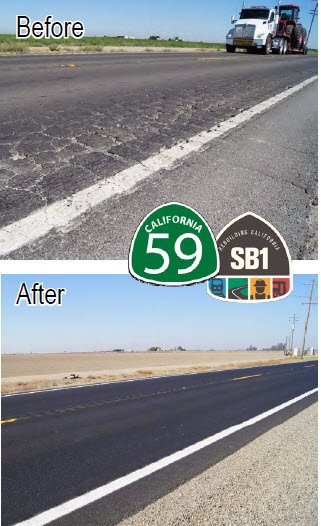 Before
CALIFORNIA
59
REBUILDING CALIFORNIA
SB1
After